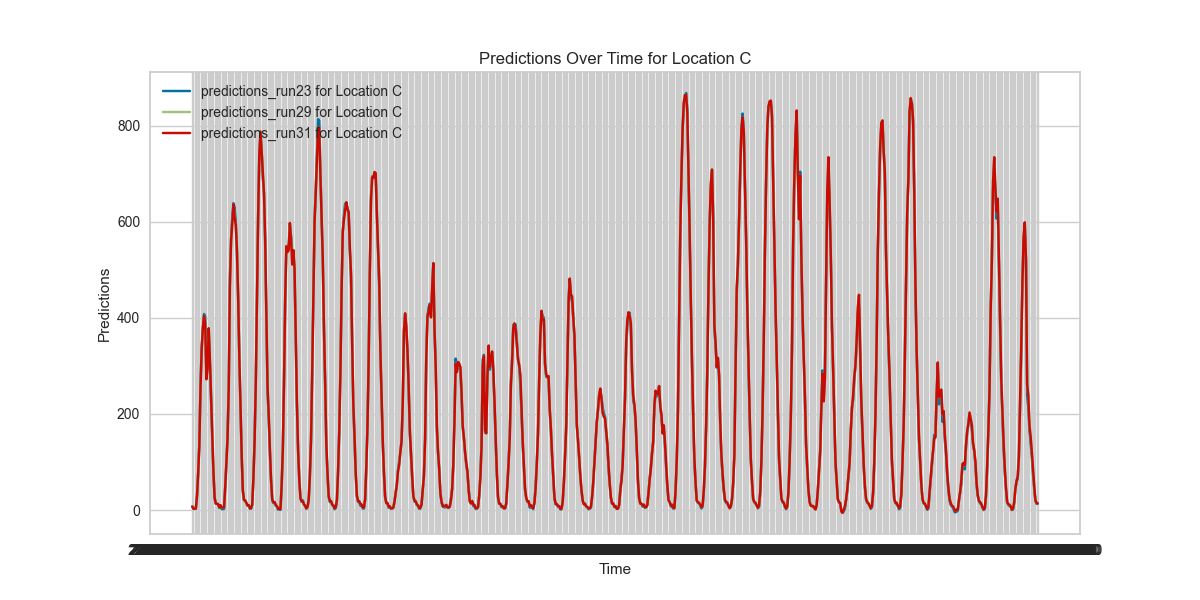 Predictions Over Time for Location C
predictions_run23 for Location C
predictions_run29 for Location C
predictions_run31 for Location C
800
600
400
200
0
Predictions
Time